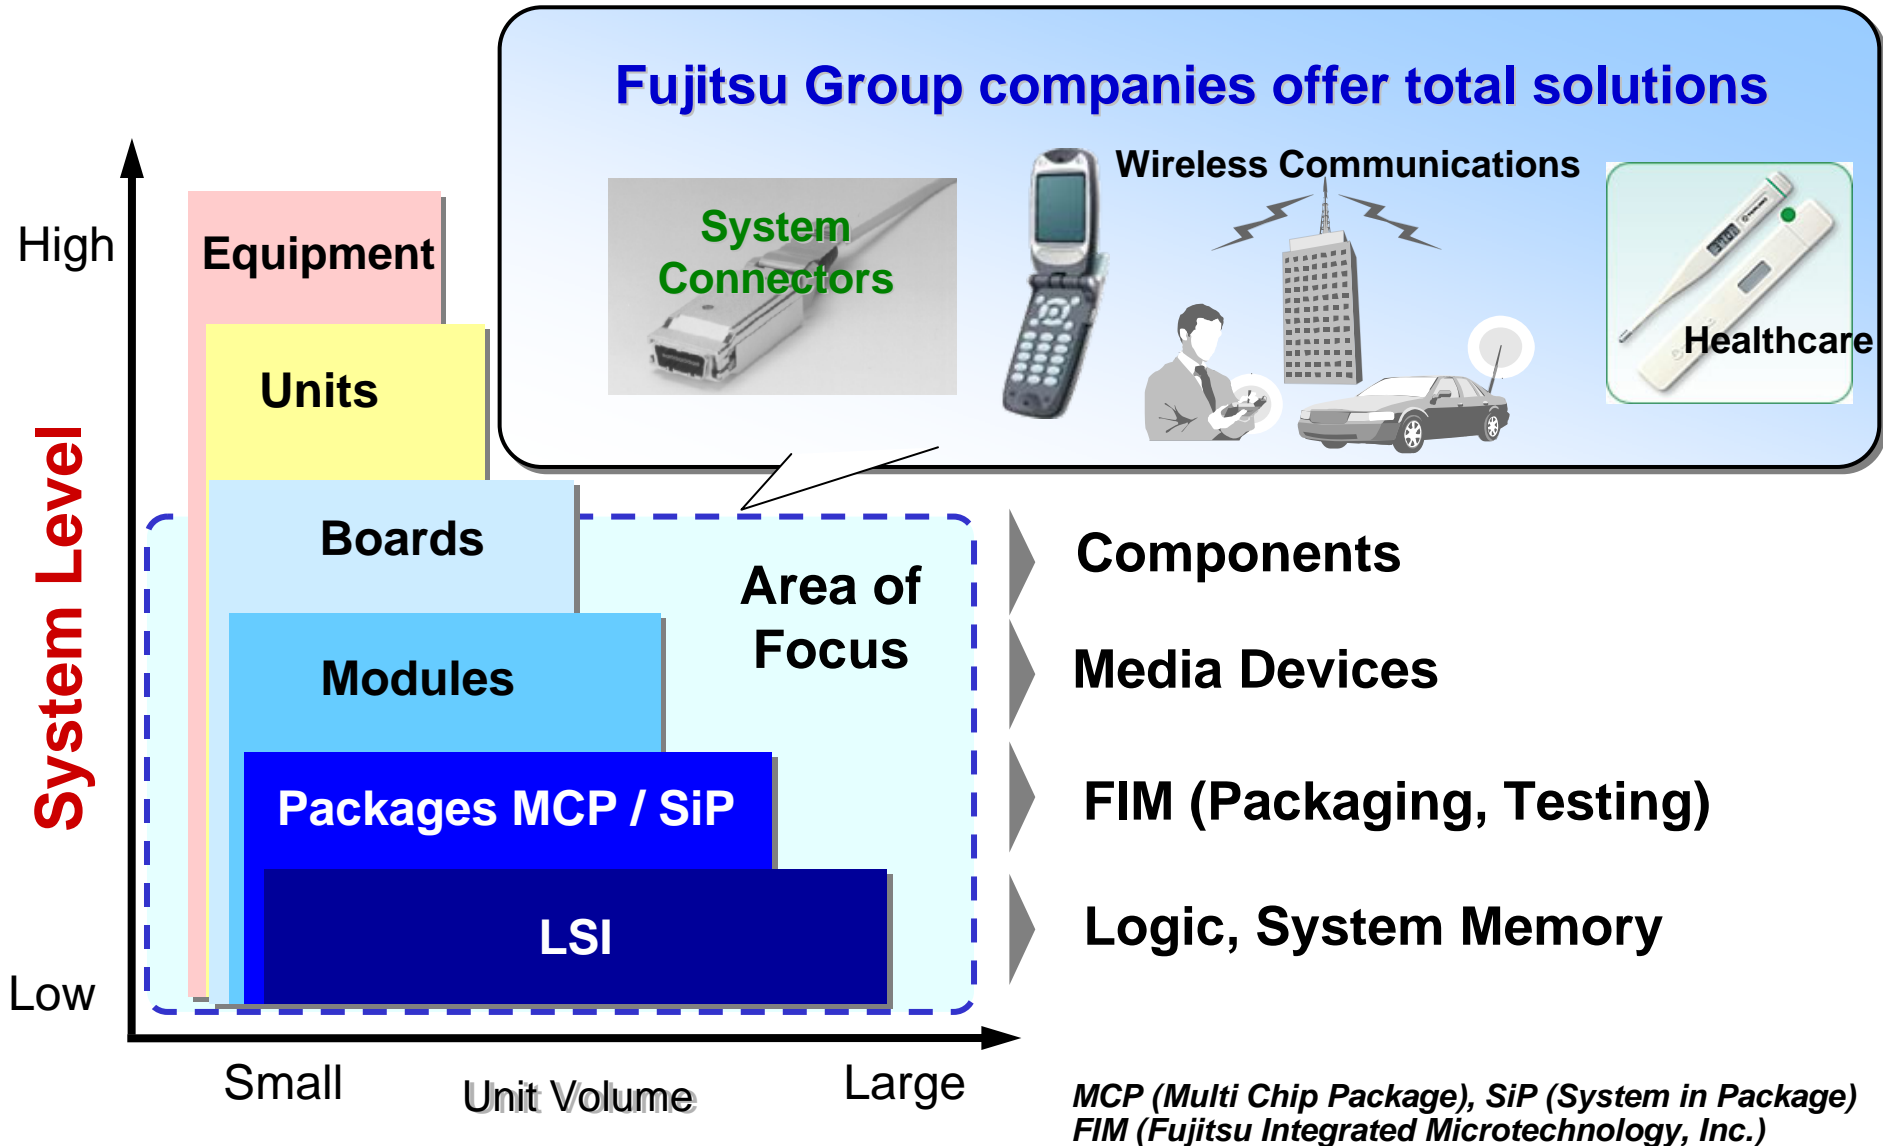 Fujitsu Group companies offer total solutions
Wireless Communications
System
Connectors
Healthcare
High
Equipment
Units
System Level
Boards
Area of
Focus
Modules
Packages MCP / SiP
LSI
Low
Small
Unit Volume
Large
Components
Media Devices
FIM (Packaging, Testing)
Logic, System Memory
MCP (Multi Chip Package), SiP (System in Package)
FIM (Fujitsu Integrated Microtechnology, Inc.)